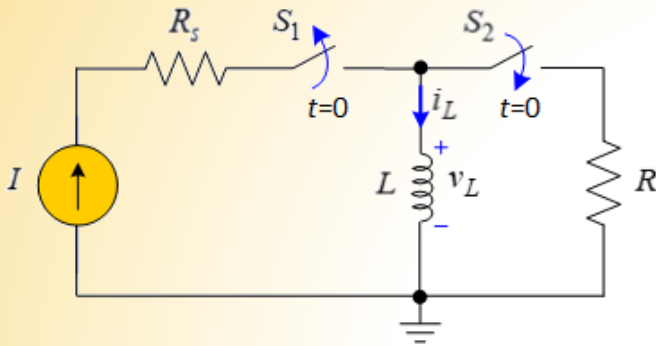 R_s S_1 S_2
t=0 t=0
i_L
+
I L v_L R
−